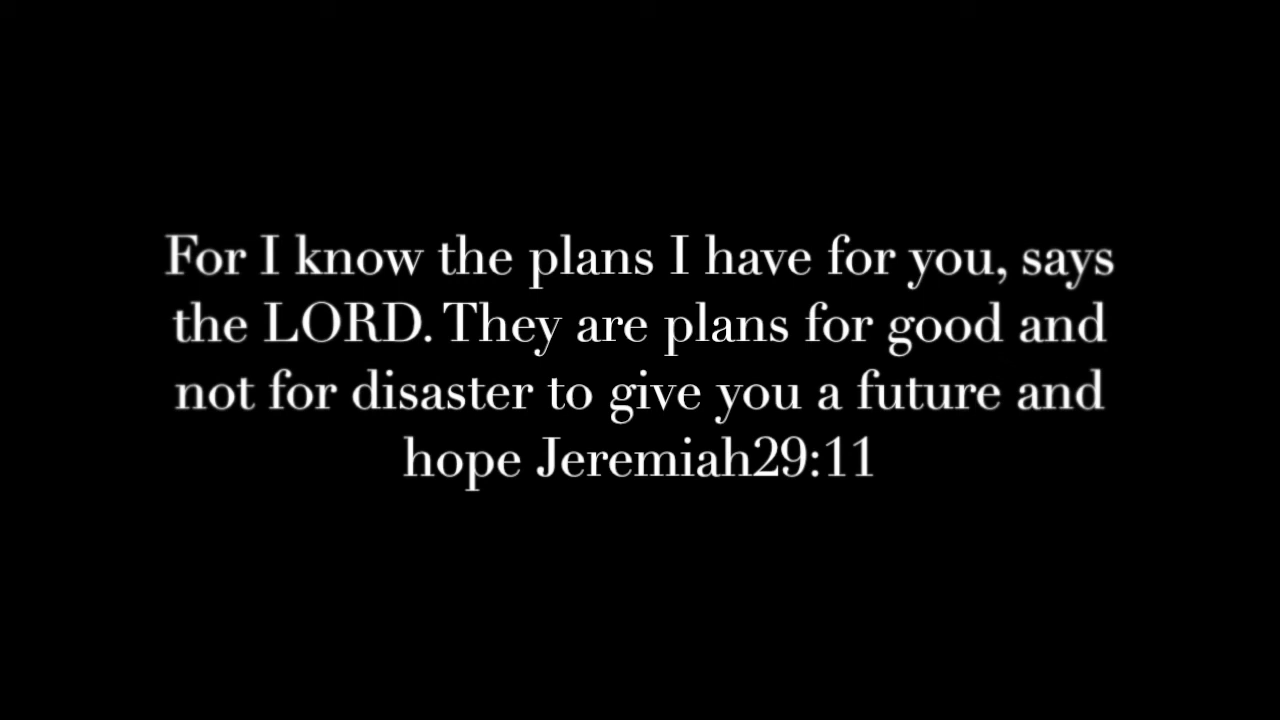 For I know the plans I have for you, says
the LORD. They are plans for good and
not for disaster to give you a future and
hope Jeremiah29:11